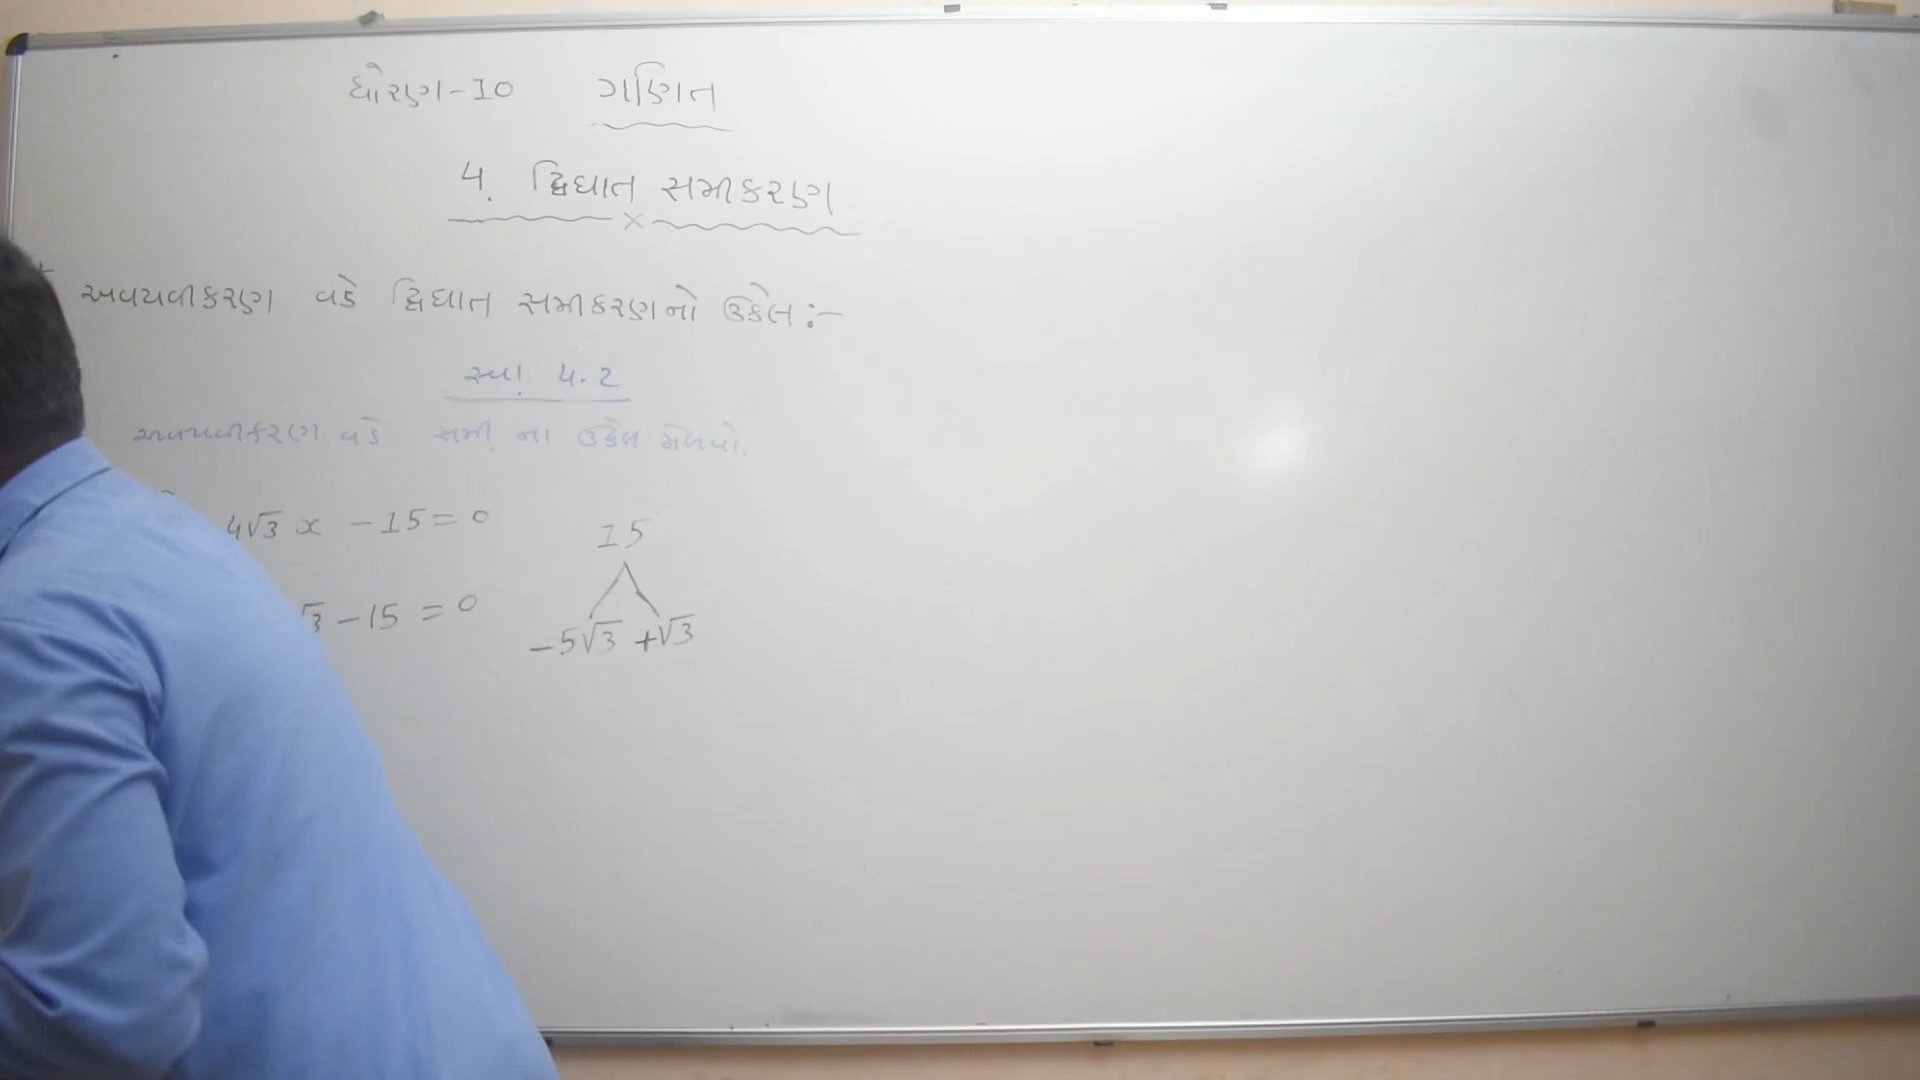 ધોરણ-10 ગણિત
4. દ્વિઘાત સમીકરણ
અવયવીકરણ વડે દ્વિઘાત સમીકરણનો ઉકેલ :-
સ્વા. 4.2
અવયવીકરણ વડે સમી. ના ઉકેલ મેળવો.
4√3 x - 15 = 0
√3 - 15 = 0
15
-5√3 +√3